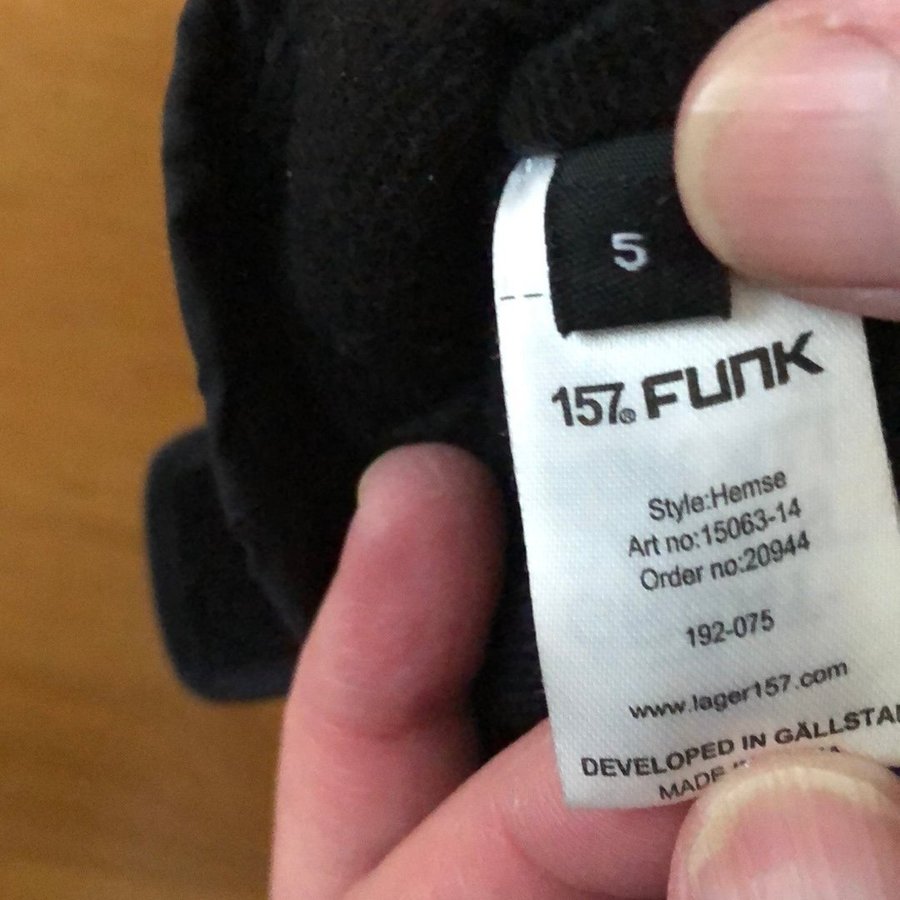 5
157® FUNK
Style:Hemse
Art no:15063-14
Order no:20944
192-075
www.lager157.com
DEVELOPED IN
MADE